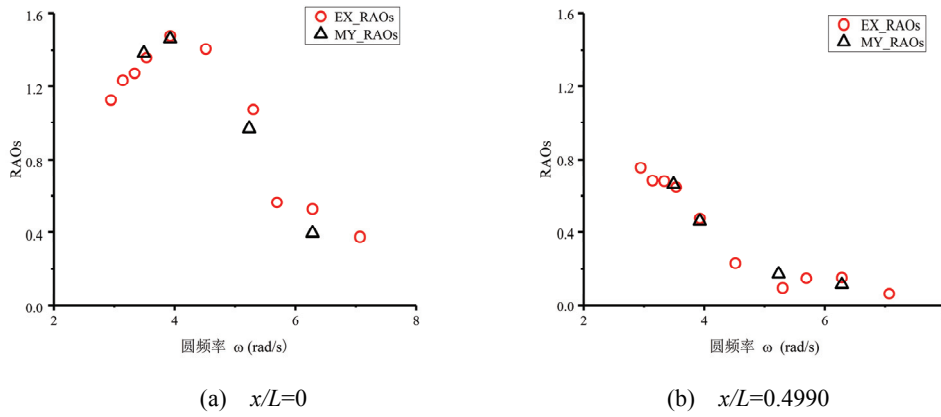 1.6
1.2
0.8
0.4
0.0
RAOs
EX_RAOs
MY_RAOs
2
4
6
8
圆频率 ω (rad/s)
(a) x/L=0
1.6
1.2
0.8
0.4
0.0
RAOs
EX_RAOs
MY_RAOs
2
4
6
圆频率 ω (rad/s)
(b) x/L=0.4990